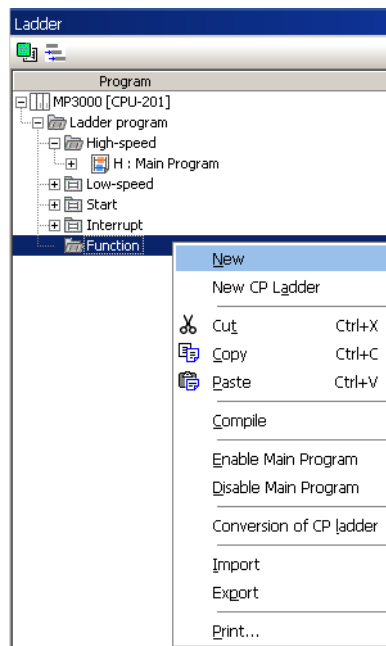 Ladder
Program
MP3000 [CPU-201]
Ladder program
High-speed
H : Main Program
Low-speed
Start
Interrupt
Function
New
New CP Ladder
Cut Ctrl+X
Copy Ctrl+C
Paste Ctrl+V
Compile
Enable Main Program
Disable Main Program
Conversion of CP ladder
Import
Export
Print...